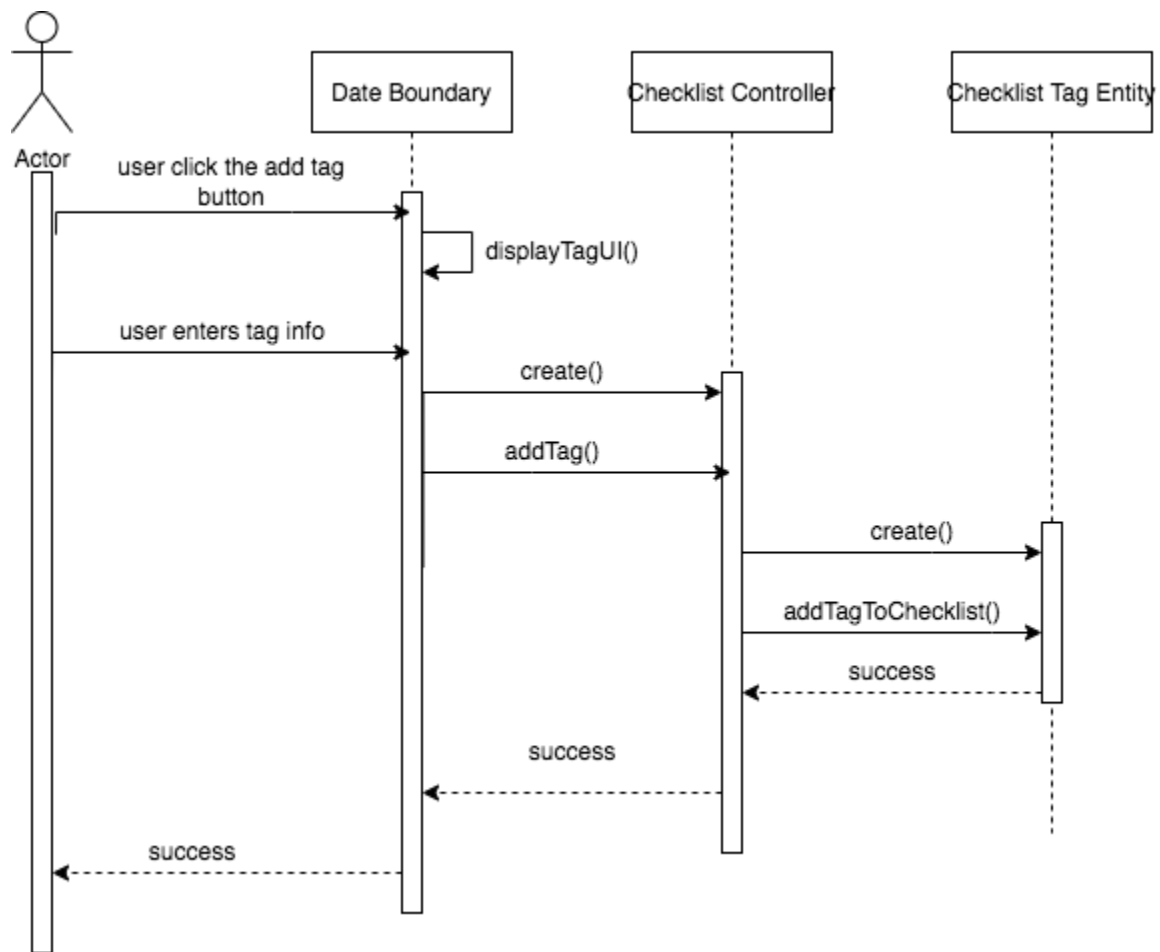 Date Boundary
Checklist Controller
Checklist Tag Entity
Actor
user click the add tag
button
displayTagUI()
user enters tag info
create()
addTag()
create()
addTagToChecklist()
success
success
success